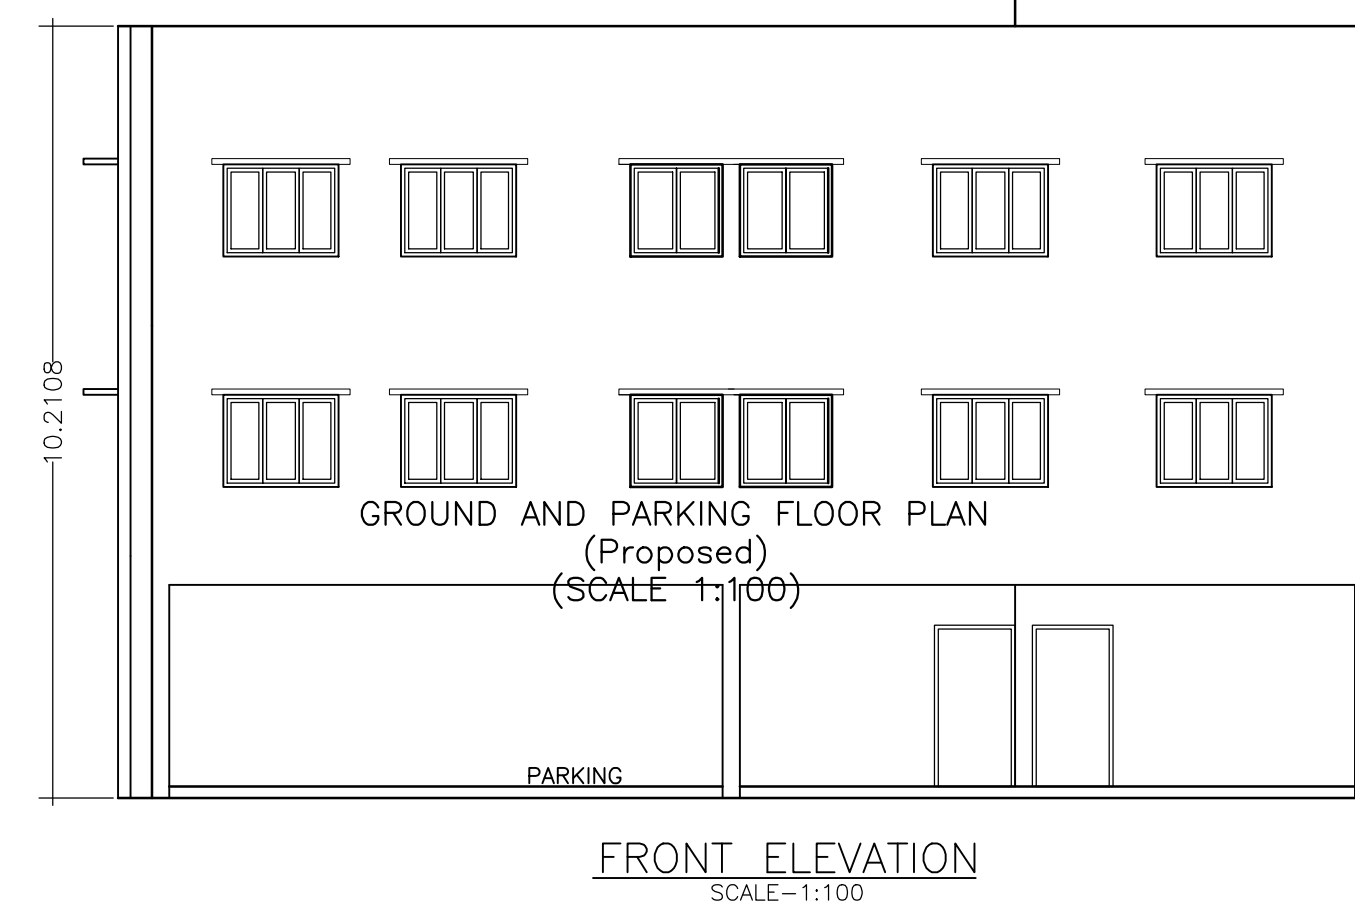 10.2108
GROUND AND PARKING FLOOR PLAN
(Proposed)
(SCALE 1:100)
PARKING
FRONT ELEVATION
SCALE-1:100